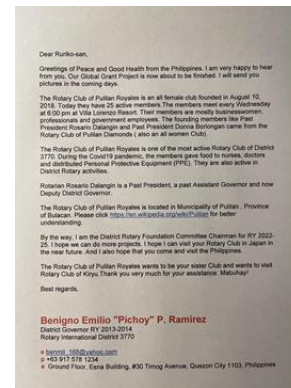 Dear Ruriko-san,
Greetings of Peace and Good Health from the Philippines. I am very happy to hear
from you. Our Global Grant Project is now about to be finished. I will send you
pictures in the coming days.
The Rotary Club of Pulilan Royales is an all female club founded in August 10,
2018. Today they have 25 active members.The members meet every Wednesday
at 6:00 pm at Villa Lorenzo Resort. Their members are mostly businesswomen,
professionals and government employees. The founding members like Past
President Rosario Dalangin and Past President Donna Borlongan came from the
Rotary Club of Pulilan Diamonds ( also an all women Club).
The Rotary Club of Pulilan Royales is one of the most active Rotary Club of District
3770. During the Covid19 pandemic, the members gave food to nurses, doctors
and distributed Personal Protective Equipment (PPE). They are also active in
District Rotary activities.
Rotarian Rosario Dalangin is a Past President, a past Assistant Governor and now
Deputy District Governor.
The Rotary Club of Pulilan Royales is located in Municipality of Pulilan , Province
of Bulacan. Please click https://en.wikipedia.org/wiki/Pulilan for better
understanding.
By the way, I am the District Rotary Foundation Committee Chairman for RY 2022-
25. I hope we can do more projects. I hope I can visit your Rotary Club in Japan in
the near future. And I also hope that you come and visit the Philippines.
The Rotary Club of Pulilan Royales wants to be your sister Club and wants to visit
Rotary Club of Kiryu.Thank you very much for your assistance. Mabuhay!
Best regards,
Benigno Emilio "Pichoy" P. Ramirez
District Governor RY 2013-2014
Rotary International District 3770
e benmil_168@yahoo.com
p +63 917 578 1234
a Ground Floor, Esna Building, #30 Timog Avenue, Quezon City 1103, Philippines